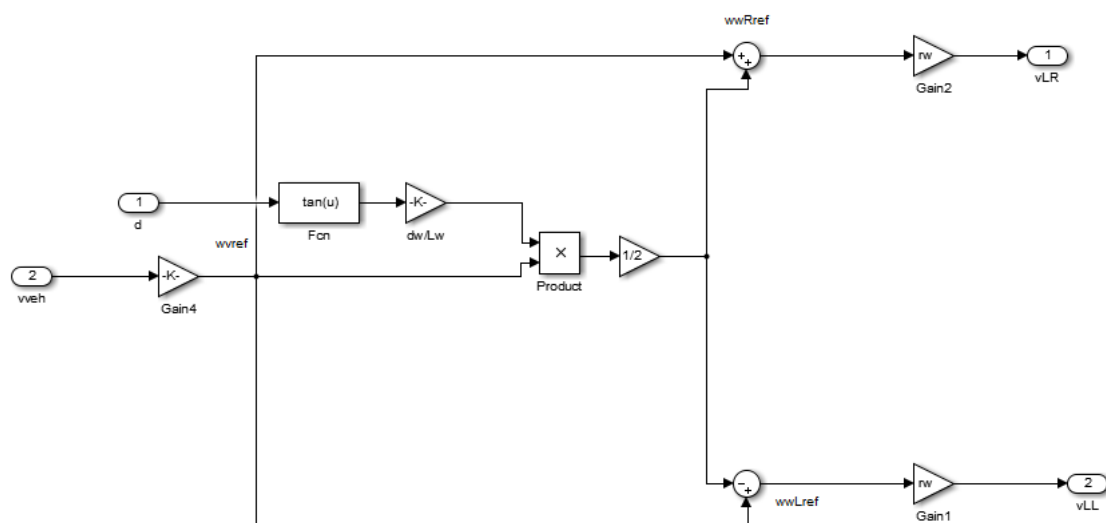 wwRref
+
+
rw
1
Gain2
vLR
1
tan(u)
-K-
d
Fcn
dw/Lw
wvref
×
1/2
2
-K-
Product
vveh
Gain4
−
+
rw
2
wwLref
Gain1
vLL